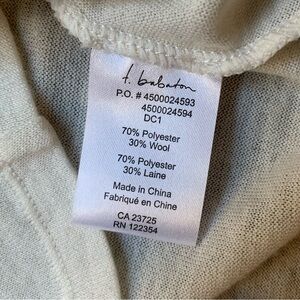 t. babaton
P.O. # 4500024593
4500024594
DC1
70% Polyester
30% Wool
70% Polyester
30% Laine
Made in China
Fabriqué en Chine
CA 23725
RN 122354